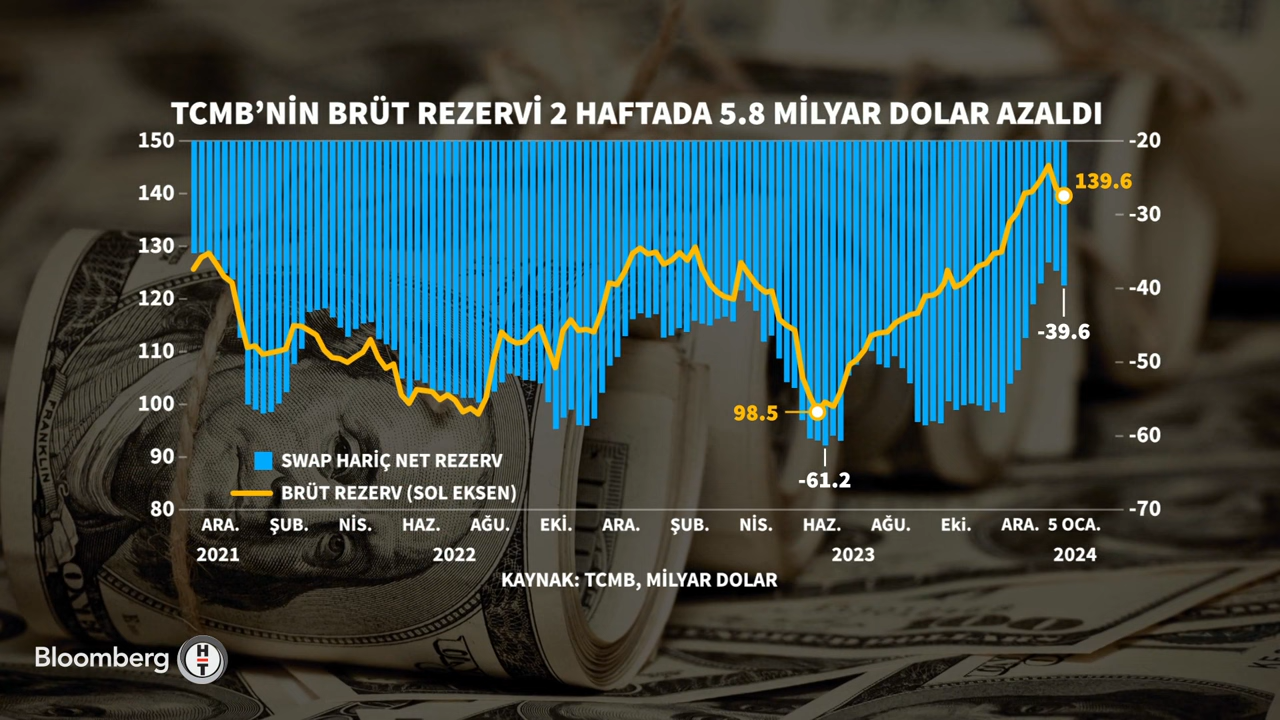 TCMB’NİN BRÜT REZERVİ 2 HAFTADA 5.8 MİLYAR DOLAR AZALDI
150
140
130
120
110
100
90
80
-20
-30
-40
-50
-60
-70
139.6
-39.6
98.5
-61.2
SWAP HARİÇ NET REZERV
BRÜT REZERV (SOL EKSEN)
ARA. ŞUB. NİS. HAZ. AĞU. EKİ. ARA. ŞUB. NİS. HAZ. AĞU. Eki. ARA. 5 OCA.
2021 2022 2023 2024
KAYNAK: TCMB, MİLYAR DOLAR
FRANKLIN
Bloomberg HT